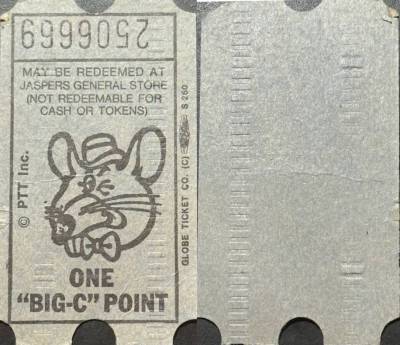 2506669
MAY BE REDEEMED AT
JASPERS GENERAL STORE
(NOT REDEEMABLE FOR
CASH OR TOKENS)
© PTT Inc.
GLOBE TICKET CO. (C) S 260
ONE
"BIG-C" POINT